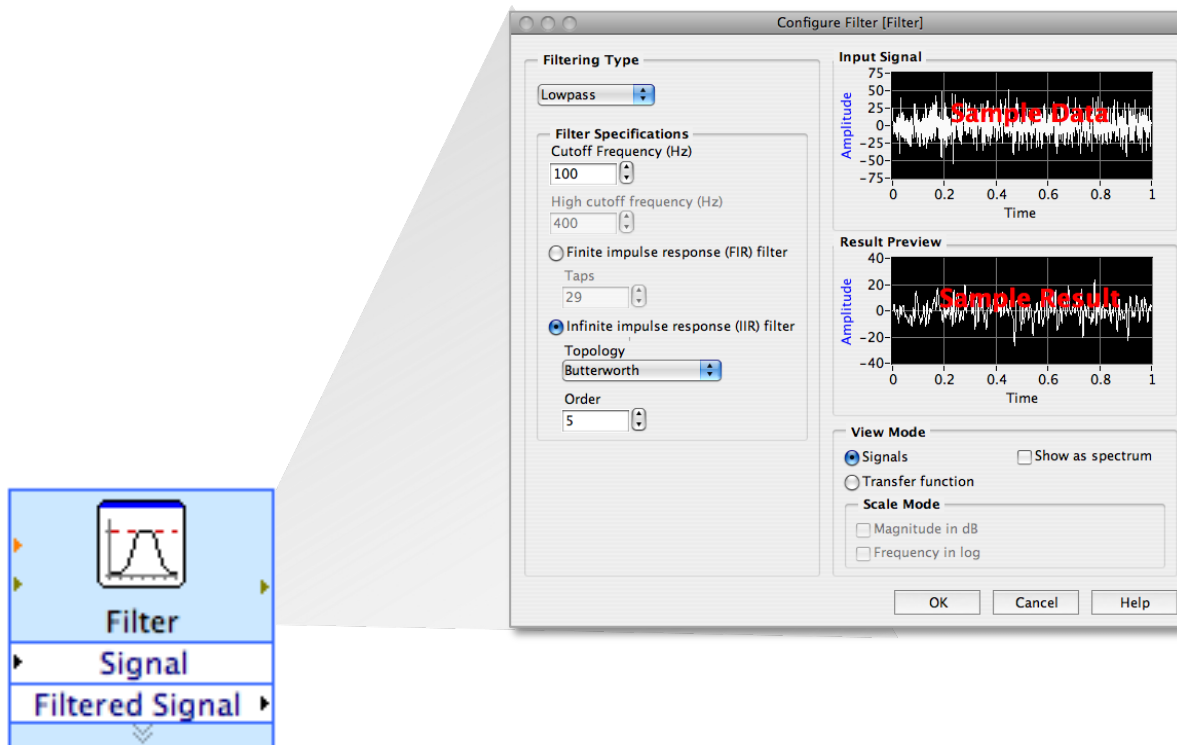 Configure Filter [Filter]
Filtering Type
Lowpass
Filter Specifications
Cutoff Frequency (Hz)
100
High cutoff frequency (Hz)
400
Finite impulse response (FIR) filter
Taps
29
Infinite impulse response (IIR) filter
Topology
Butterworth
Order
5
Input Signal
Amplitude
75
50
25
0
-25
-50
-75
Sample Data
0 0.2 0.4 0.6 0.8 1
Time
Result Preview
Amplitude
40
20
0
-20
-40
Sample Result
0 0.2 0.4 0.6 0.8 1
Time
View Mode
Signals
Show as spectrum
Transfer function
Scale Mode
Magnitude in dB
Frequency in log
OK Cancel Help
Filter
Signal
Filtered Signal